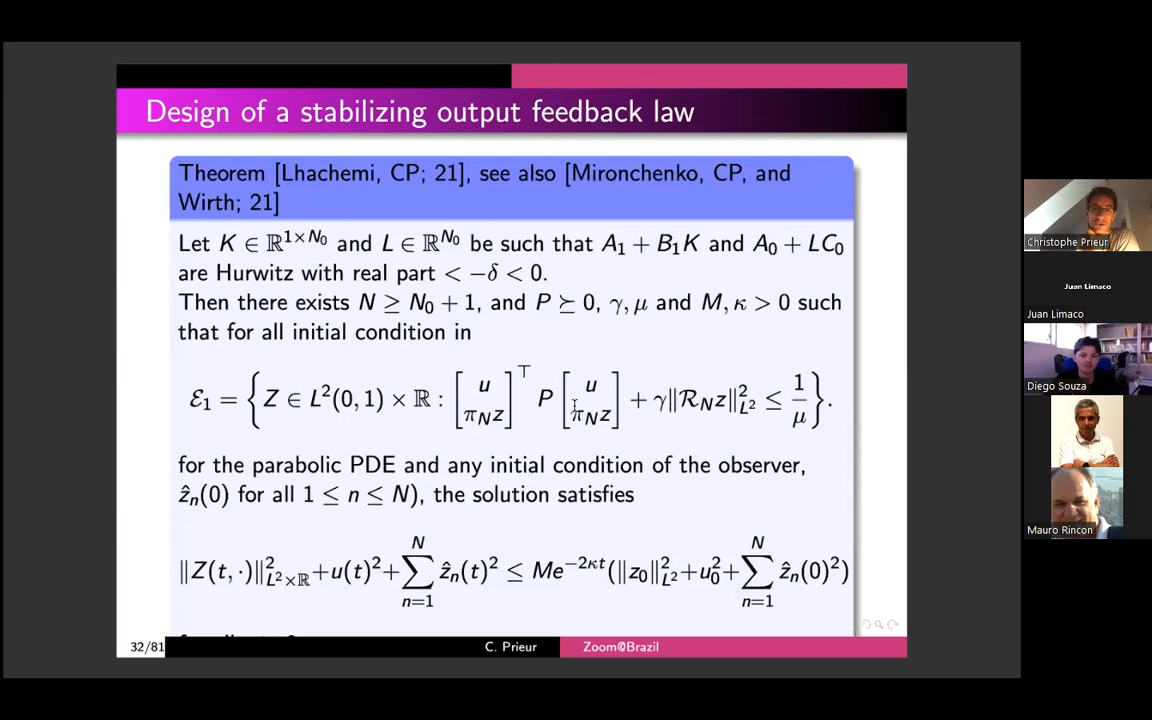 Design of a stabilizing output feedback law
Theorem [Lhachemi, CP; 21], see also [Mironchenko, CP, and
Wirth; 21]
Let K ∈ ℝ^{1×N₀} and L ∈ ℝ^{N₀} be such that A₁ + B₁K and A₀ + LC₀
are Hurwitz with real part < −δ < 0.
Then there exists N ≥ N₀ + 1, and P ⪰ 0, γ, μ and M, κ > 0 such
that for all initial condition in
ℰ₁ = { Z ∈ L²(0, 1) × ℝ : [u π_N z]^⊤ P [u π_N z] + γ‖ℛ_N z‖²_{L²} ≤ 1/μ }.
for the parabolic PDE and any initial condition of the observer,
ẑₙ(0) for all 1 ≤ n ≤ N), the solution satisfies
‖Z(t, ·)‖²_{L²×ℝ} + u(t)² + ∑_{n=1}^{N} ẑₙ(t)² ≤ Me^{−2κt}(‖z₀‖²_{L²} + u₀² + ∑_{n=1}^{N} ẑₙ(0)²)
32/81
C. Prieur
Zoom@Brazil
Christophe Prieur
Juan Limaco
Juan Limaco
Diego Souza
Mauro Rincon